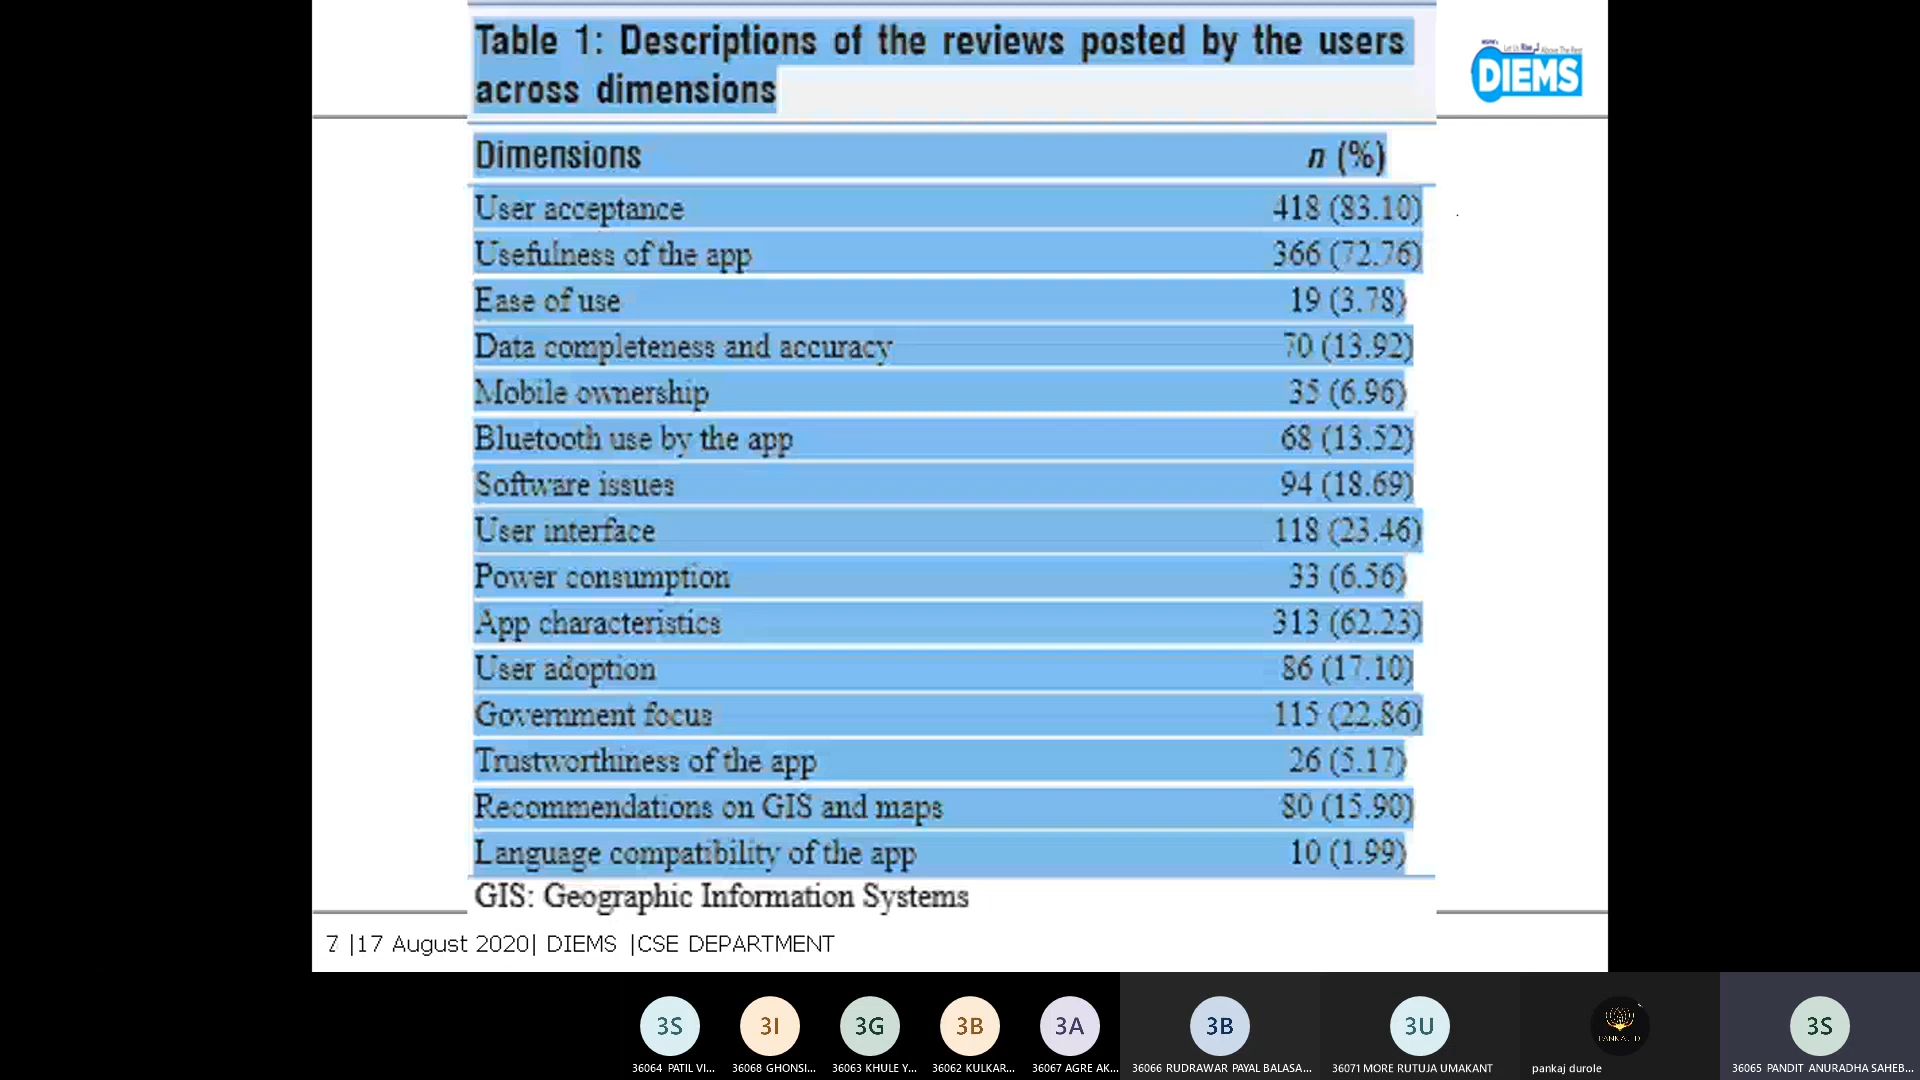 Table 1: Descriptions of the reviews posted by the users
across dimensions
DIEMS
Dimensions n (%)
User acceptance 418 (83.10)
Usefulness of the app 366 (72.76)
Ease of use 19 (3.78)
Data completeness and accuracy 70 (13.92)
Mobile ownership 35 (6.96)
Bluetooth use by the app 68 (13.52)
Software issues 94 (18.69)
User interface 118 (23.46)
Power consumption 33 (6.56)
App characteristics 313 (62.23)
User adoption 86 (17.10)
Government focus 115 (22.86)
Trustworthiness of the app 26 (5.17)
Recommendations on GIS and maps 80 (15.90)
Language compatibility of the app 10 (1.99)
GIS: Geographic Information Systems
7 |17 August 2020| DIEMS |CSE DEPARTMENT
3S 3I 3G 3B 3A 3B 3U 3S
36064 PATIL VI... 36068 GHONSI... 36063 KHULE Y... 36062 KULKAR... 36067 AGRE AK... 36066 RUDRAWAR PAYAL BALASA... 36071 MORE RUTUJA UMAKANT pankaj durole 36065 PANDIT ANURADHA SAHEB...